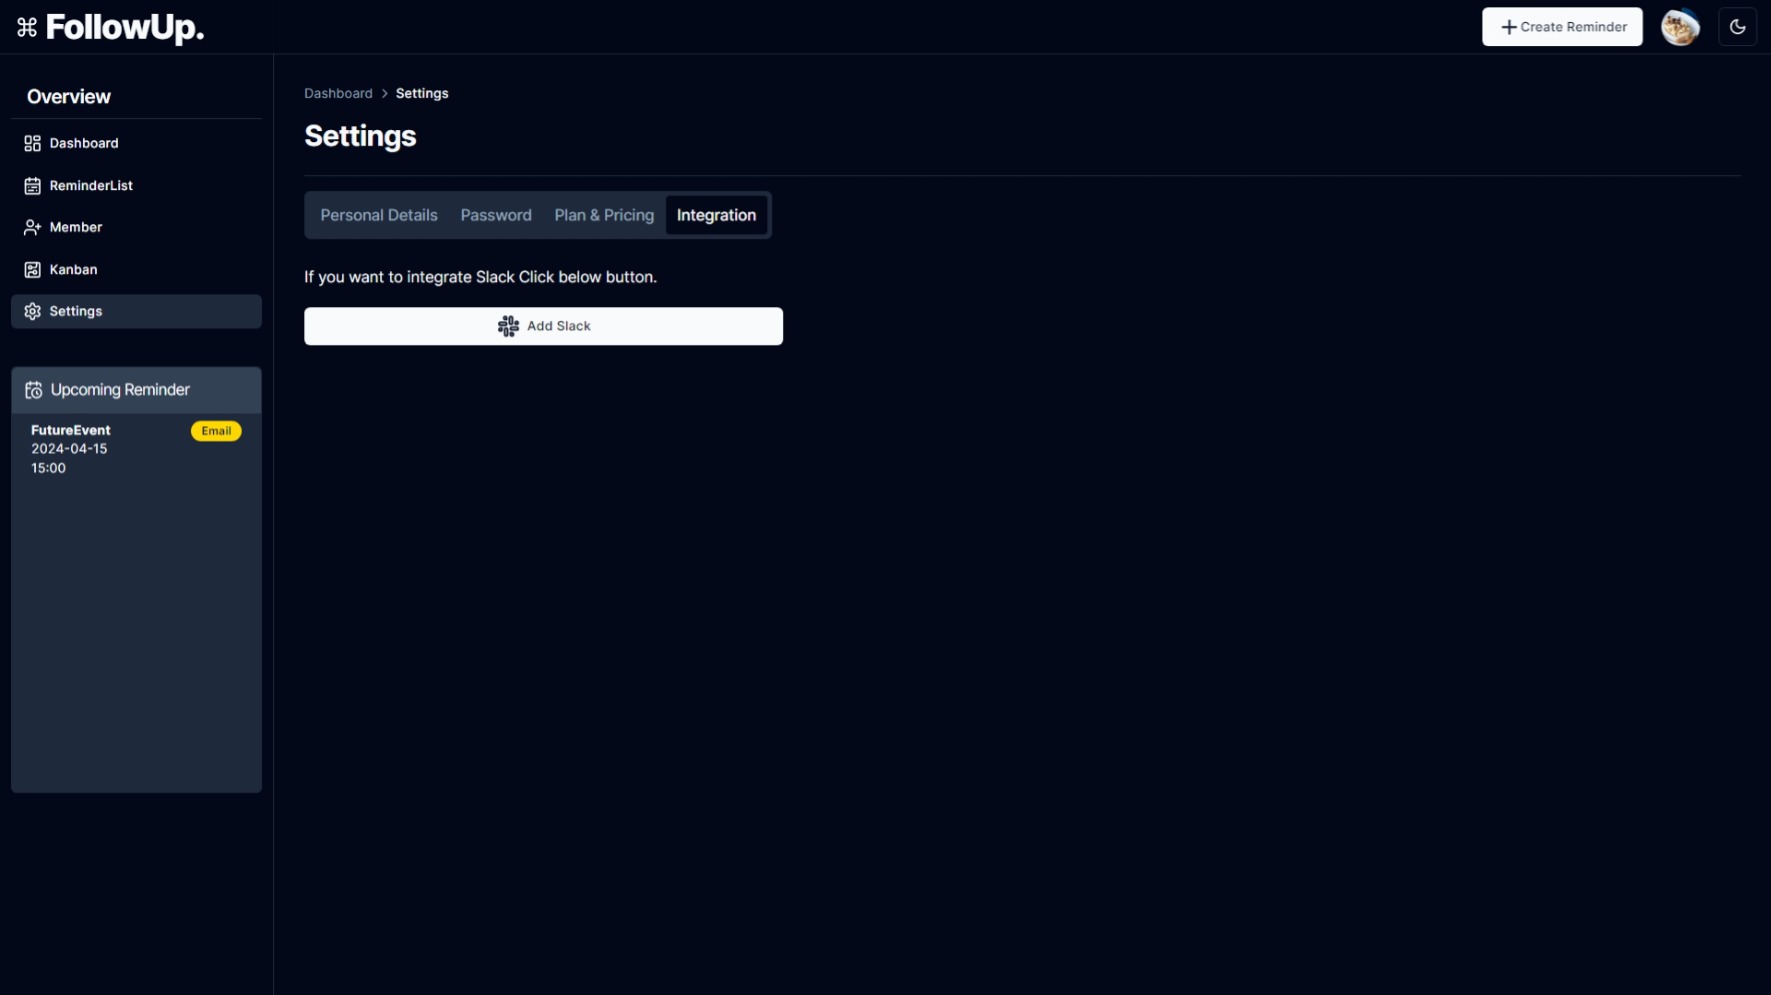 ⌘ FollowUp.
Create Reminder
Overview
Dashboard
ReminderList
Member
Kanban
Settings
Upcoming Reminder
FutureEvent Email
2024-04-15
15:00
Dashboard > Settings
Settings
Personal Details Password Plan & Pricing Integration
If you want to integrate Slack Click below button.
Add Slack